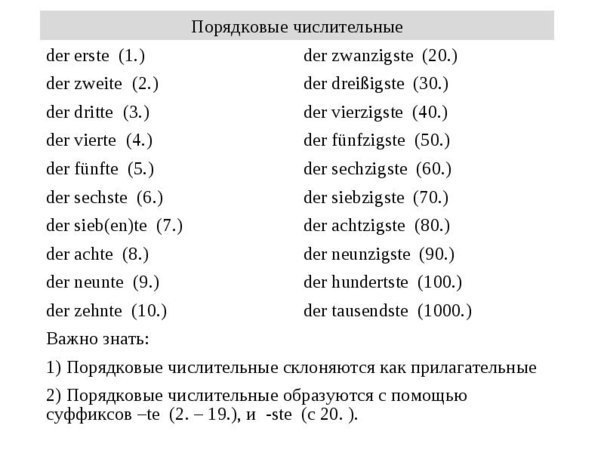 Порядковые числительные
der erste (1.) der zwanzigste (20.)
der zweite (2.) der dreißigste (30.)
der dritte (3.) der vierzigste (40.)
der vierte (4.) der fünfzigste (50.)
der fünfte (5.) der sechzigste (60.)
der sechste (6.) der siebzigste (70.)
der sieb(en)te (7.) der achtzigste (80.)
der achte (8.) der neunzigste (90.)
der neunte (9.) der hundertste (100.)
der zehnte (10.) der tausendste (1000.)
Важно знать:
1) Порядковые числительные склоняются как прилагательные
2) Порядковые числительные образуются с помощью
суффиксов –te (2. – 19.), и -ste (с 20. ).